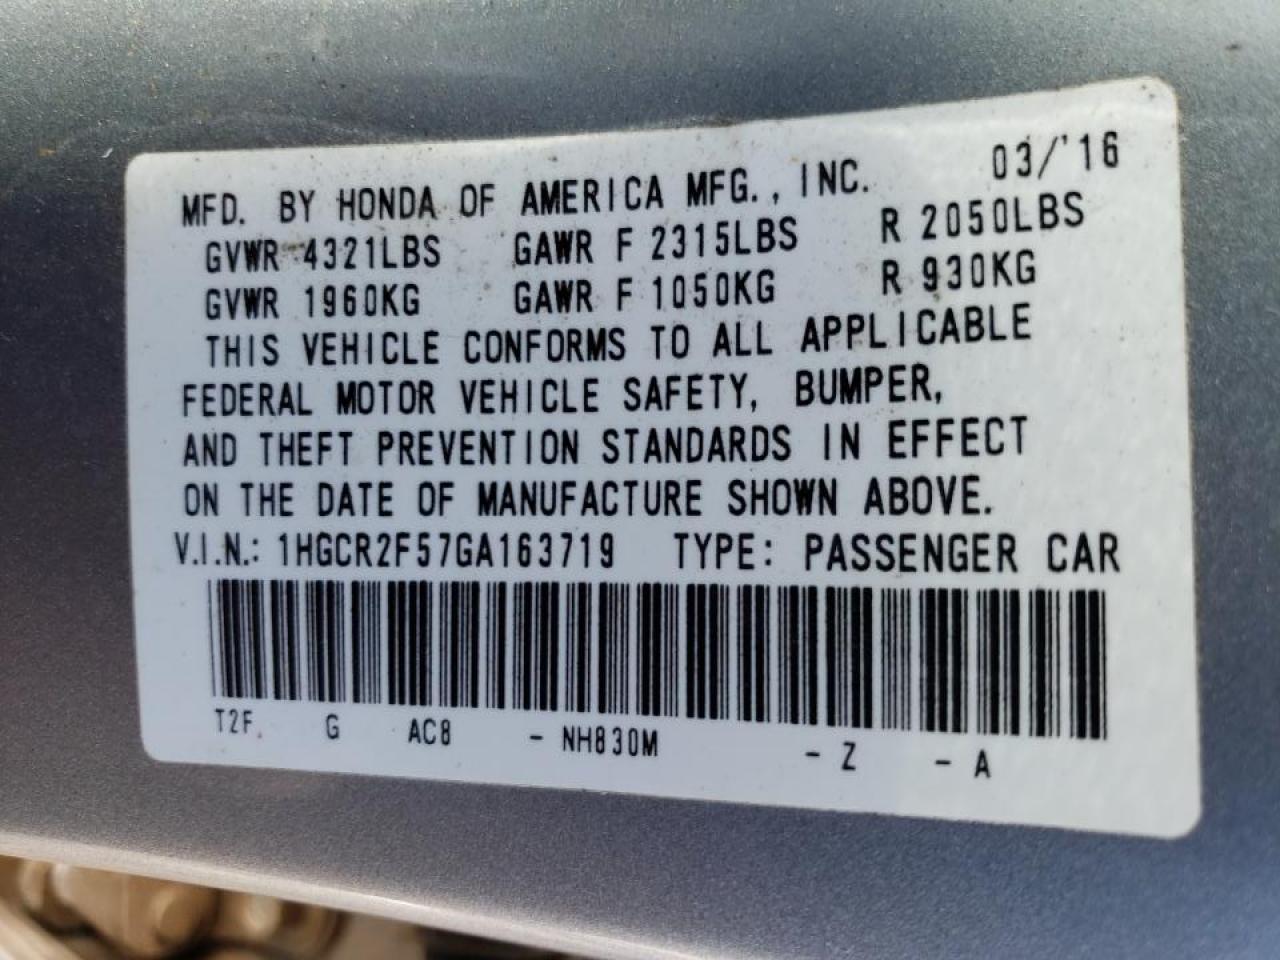 03/'16
MFD. BY HONDA OF AMERICA MFG., INC.
GVWR 4321LBS GAWR F 2315LBS R 2050LBS
GVWR 1960KG GAWR F 1050KG R 930KG
THIS VEHICLE CONFORMS TO ALL APPLICABLE
FEDERAL MOTOR VEHICLE SAFETY, BUMPER,
AND THEFT PREVENTION STANDARDS IN EFFECT
ON THE DATE OF MANUFACTURE SHOWN ABOVE.
V.I.N.: 1HGCR2F57GA163719 TYPE: PASSENGER CAR
T2F. G AC8 - NH830M - Z - A